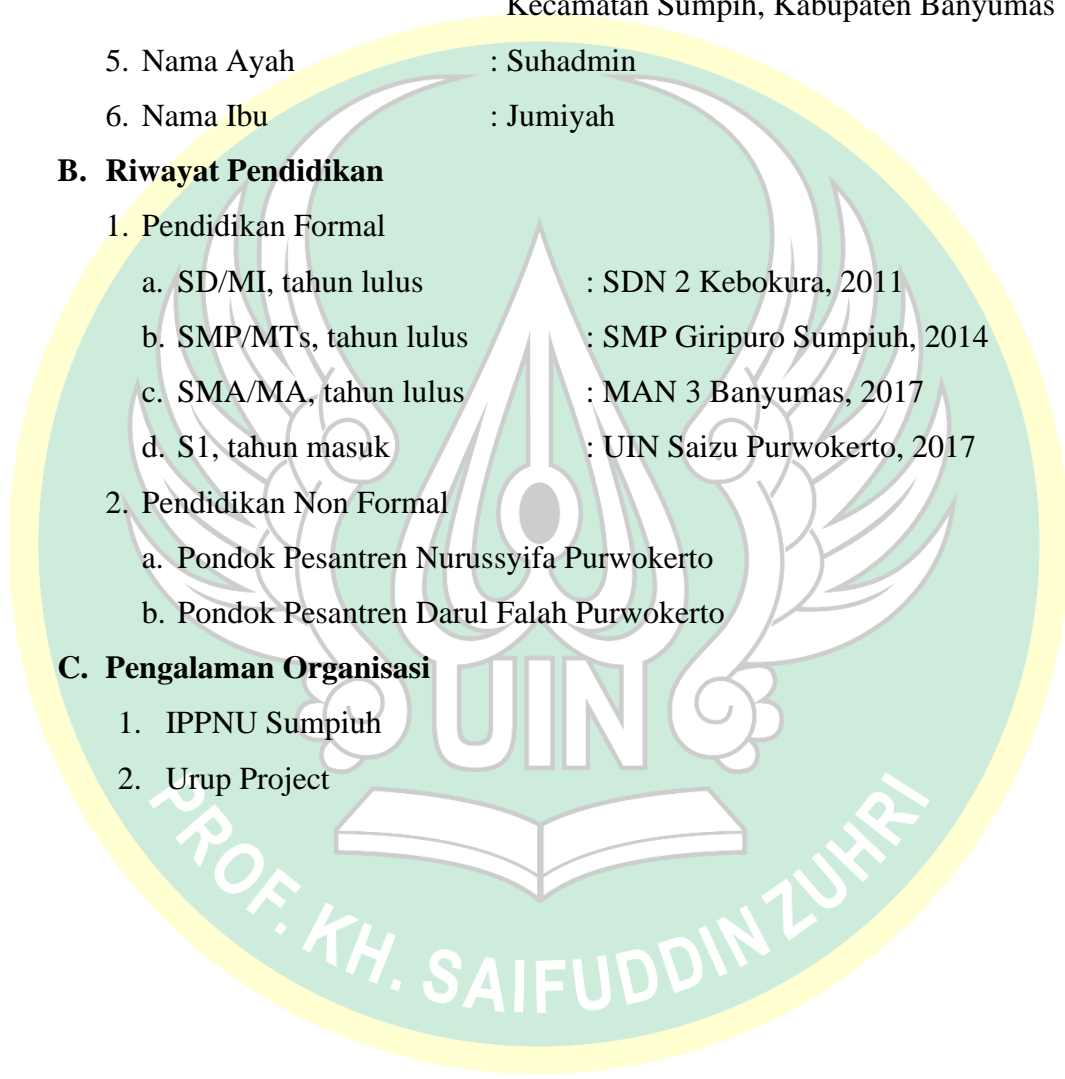 Kecamatan Sumpih, Kabupaten Banyumas
5. Nama Ayah : Suhadmin
6. Nama Ibu : Jumiyah
B. Riwayat Pendidikan
1. Pendidikan Formal
a. SD/MI, tahun lulus : SDN 2 Kebokura, 2011
b. SMP/MTs, tahun lulus : SMP Giripuro Sumpiuh, 2014
c. SMA/MA, tahun lulus : MAN 3 Banyumas, 2017
d. S1, tahun masuk : UIN Saizu Purwokerto, 2017
2. Pendidikan Non Formal
a. Pondok Pesantren Nurussyifa Purwokerto
b. Pondok Pesantren Darul Falah Purwokerto
C. Pengalaman Organisasi
1. IPPNU Sumpiuh
2. Urup Project
UIN
PROF. KH. SAIFUDDIN ZUHRI